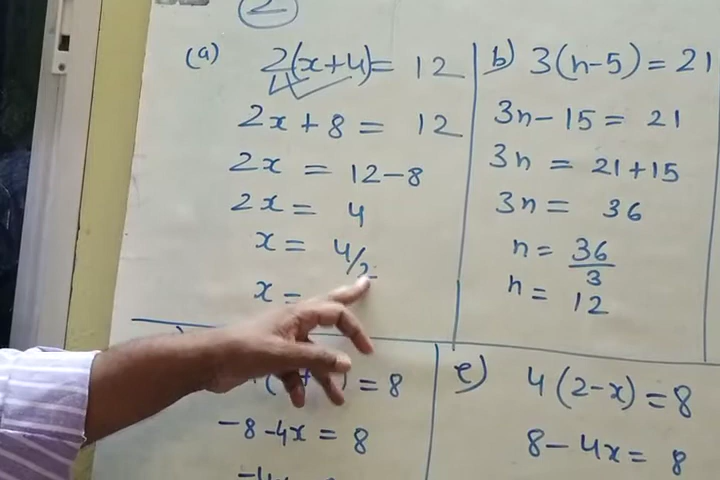 2
(a) 2(x+4) = 12
2x + 8 = 12
2x = 12 - 8
2x = 4
x = 4/2
x =
b) 3(n-5) = 21
3n - 15 = 21
3n = 21 + 15
3n = 36
n = 36/3
n = 12
) = 8
-8 - 4x = 8
e) 4(2-x) = 8
8 - 4x = 8